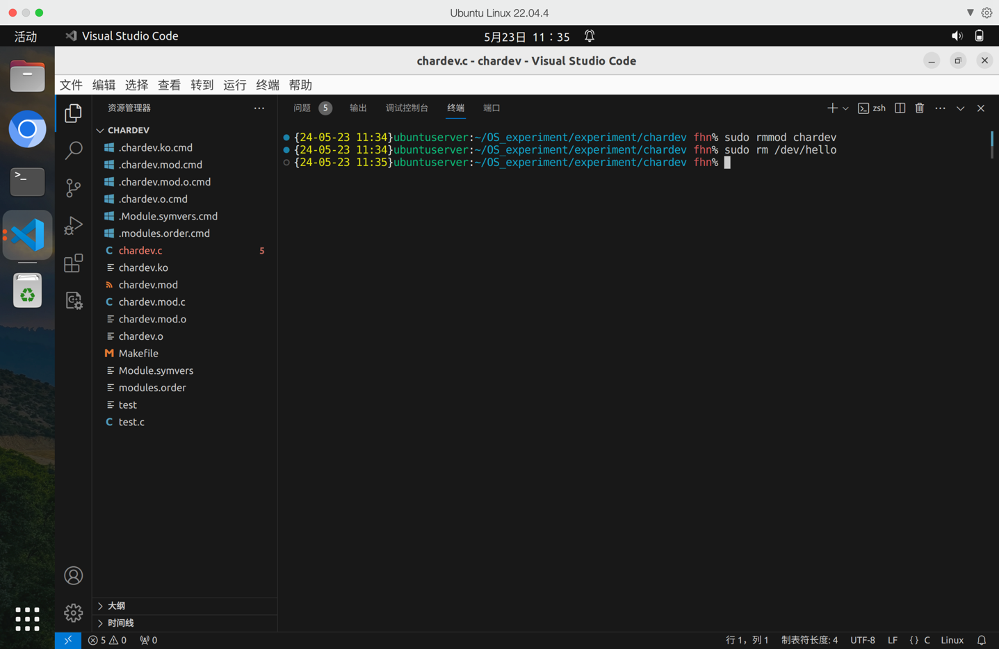 Ubuntu Linux 22.04.4
活动
Visual Studio Code
5月23日 11：35
chardev.c - chardev - Visual Studio Code
文件 编辑 选择 查看 转到 运行 终端 帮助
资源管理器
问题 5 输出 调试控制台 终端 端口
zsh
CHARDEV
.chardev.ko.cmd
.chardev.mod.cmd
.chardev.mod.o.cmd
.chardev.o.cmd
.Module.symvers.cmd
.modules.order.cmd
chardev.c 5
chardev.ko
chardev.mod
chardev.mod.c
chardev.mod.o
chardev.o
Makefile
Module.symvers
modules.order
test
test.c
{24-05-23 11:34}ubuntuserver:~/OS_experiment/experiment/chardev fhn% sudo rmmod chardev
{24-05-23 11:34}ubuntuserver:~/OS_experiment/experiment/chardev fhn% sudo rm /dev/hello
{24-05-23 11:35}ubuntuserver:~/OS_experiment/experiment/chardev fhn%
大纲
时间线
5 0 0
行 1，列 1 制表符长度: 4 UTF-8 LF {} C Linux